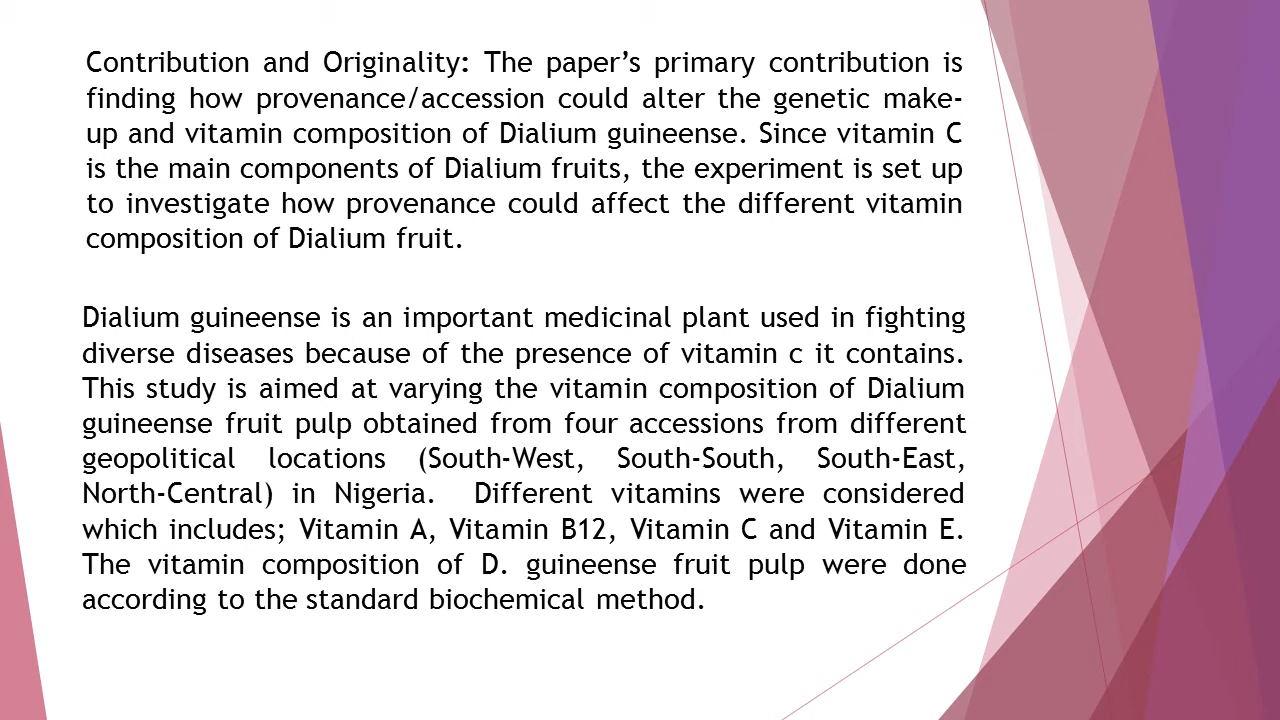 Contribution and Originality: The paper’s primary contribution is
finding how provenance/accession could alter the genetic make-
up and vitamin composition of Dialium guineense. Since vitamin C
is the main components of Dialium fruits, the experiment is set up
to investigate how provenance could affect the different vitamin
composition of Dialium fruit.
Dialium guineense is an important medicinal plant used in fighting
diverse diseases because of the presence of vitamin c it contains.
This study is aimed at varying the vitamin composition of Dialium
guineense fruit pulp obtained from four accessions from different
geopolitical locations (South-West, South-South, South-East,
North-Central) in Nigeria. Different vitamins were considered
which includes; Vitamin A, Vitamin B12, Vitamin C and Vitamin E.
The vitamin composition of D. guineense fruit pulp were done
according to the standard biochemical method.